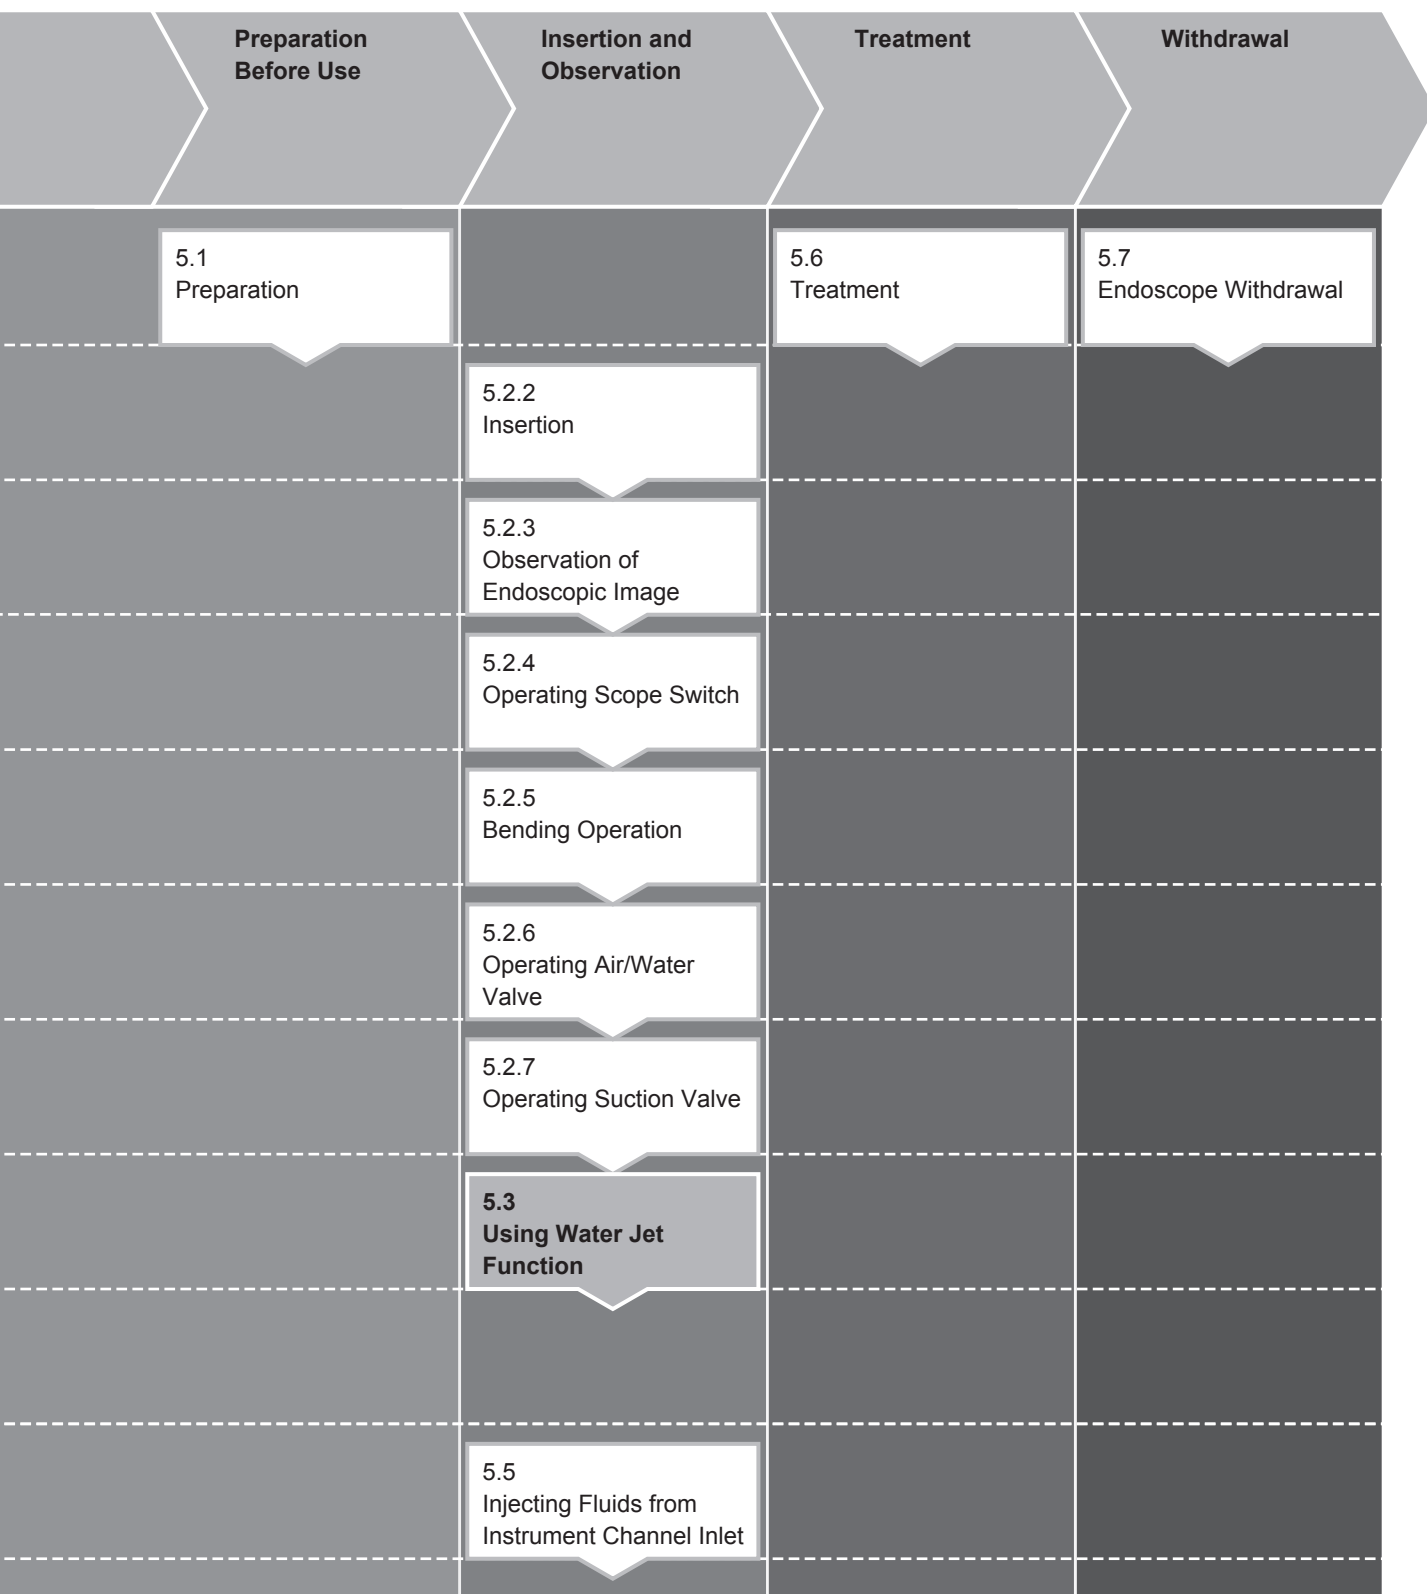 Preparation
Before Use
Insertion and
Observation
Treatment
Withdrawal
5.1
Preparation
5.6
Treatment
5.7
Endoscope Withdrawal
5.2.2
Insertion
5.2.3
Observation of
Endoscopic Image
5.2.4
Operating Scope Switch
5.2.5
Bending Operation
5.2.6
Operating Air/Water
Valve
5.2.7
Operating Suction Valve
5.3
Using Water Jet
Function
5.5
Injecting Fluids from
Instrument Channel Inlet